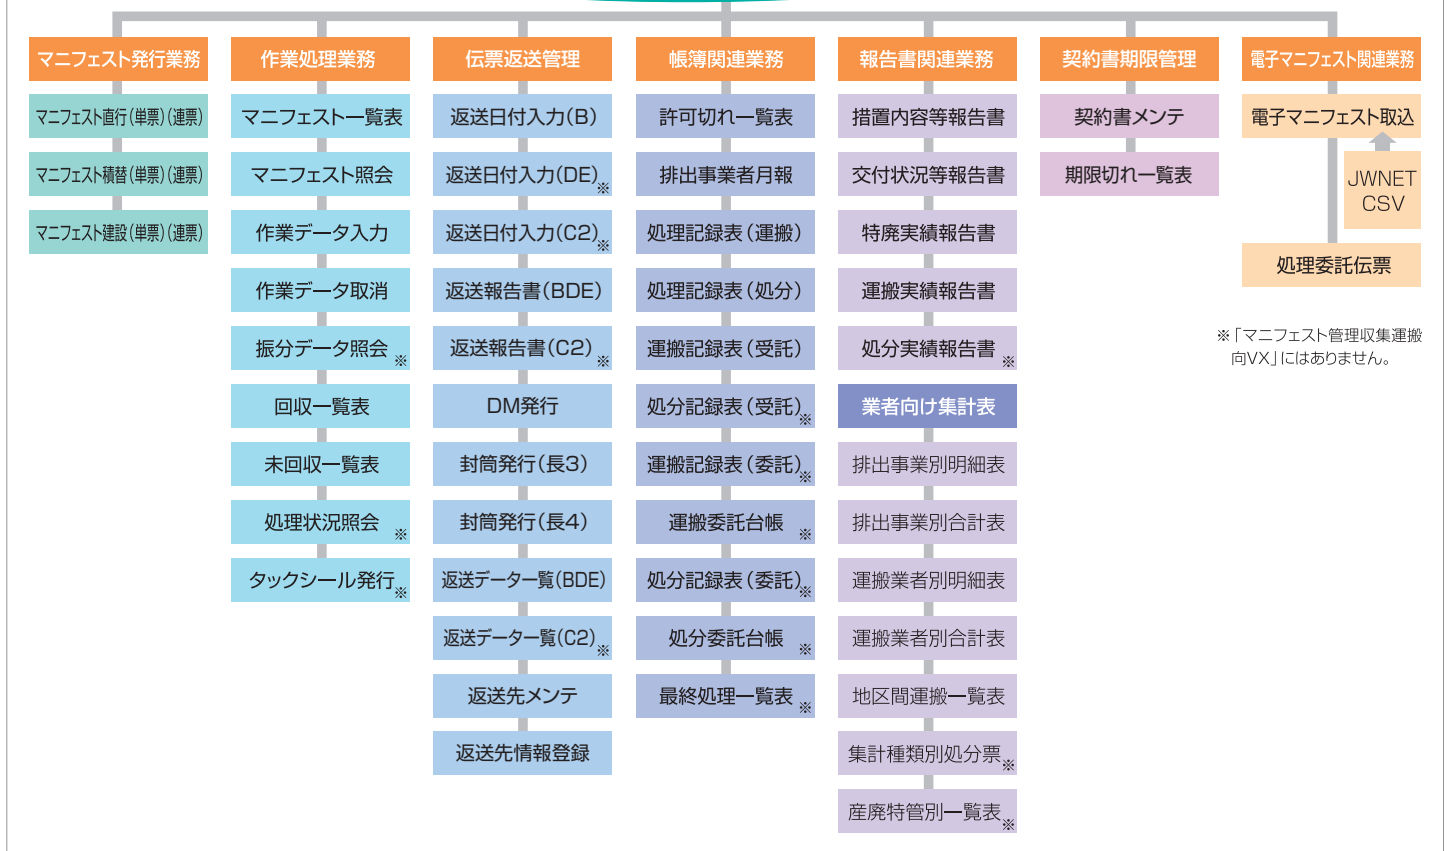 マニフェスト発行業務
マニフェスト直行(単票)(連票)
マニフェスト積替(単票)(連票)
マニフェスト建設(単票)(連票)
作業処理業務
マニフェスト一覧表
マニフェスト照会
作業データ入力
作業データ取消
振分データ照会※
回収一覧表
未回収一覧表
処理状況照会※
タックシール発行※
伝票返送管理
返送日付入力(B)
返送日付入力(DE)※
返送日付入力(C2)※
返送報告書(BDE)
返送報告書(C2)※
DM発行
封筒発行(長3)
封筒発行(長4)
返送データ一覧(BDE)
返送データ一覧(C2)※
返送先メンテ
返送先情報登録
帳簿関連業務
許可切れ一覧表
排出事業者月報
処理記録表(運搬)
処理記録表(処分)
運搬記録表(受託)
処分記録表(受託)※
運搬記録表(委託)※
運搬委託台帳※
処分記録表(委託)※
処分委託台帳※
最終処理一覧表※
報告書関連業務
措置内容等報告書
交付状況等報告書
特廃実績報告書
運搬実績報告書
処分実績報告書※
業者向け集計表
排出事業別明細表
排出事業別合計表
運搬業者別明細表
運搬業者別合計表
地区間運搬一覧表
集計種類別処分票※
産廃特管別一覧表※
契約書期限管理
契約書メンテ
期限切れ一覧表
電子マニフェスト関連業務
電子マニフェスト取込
JWNET
CSV
処理委託伝票
※「マニフェスト管理収集運搬
向VX」にはありません。